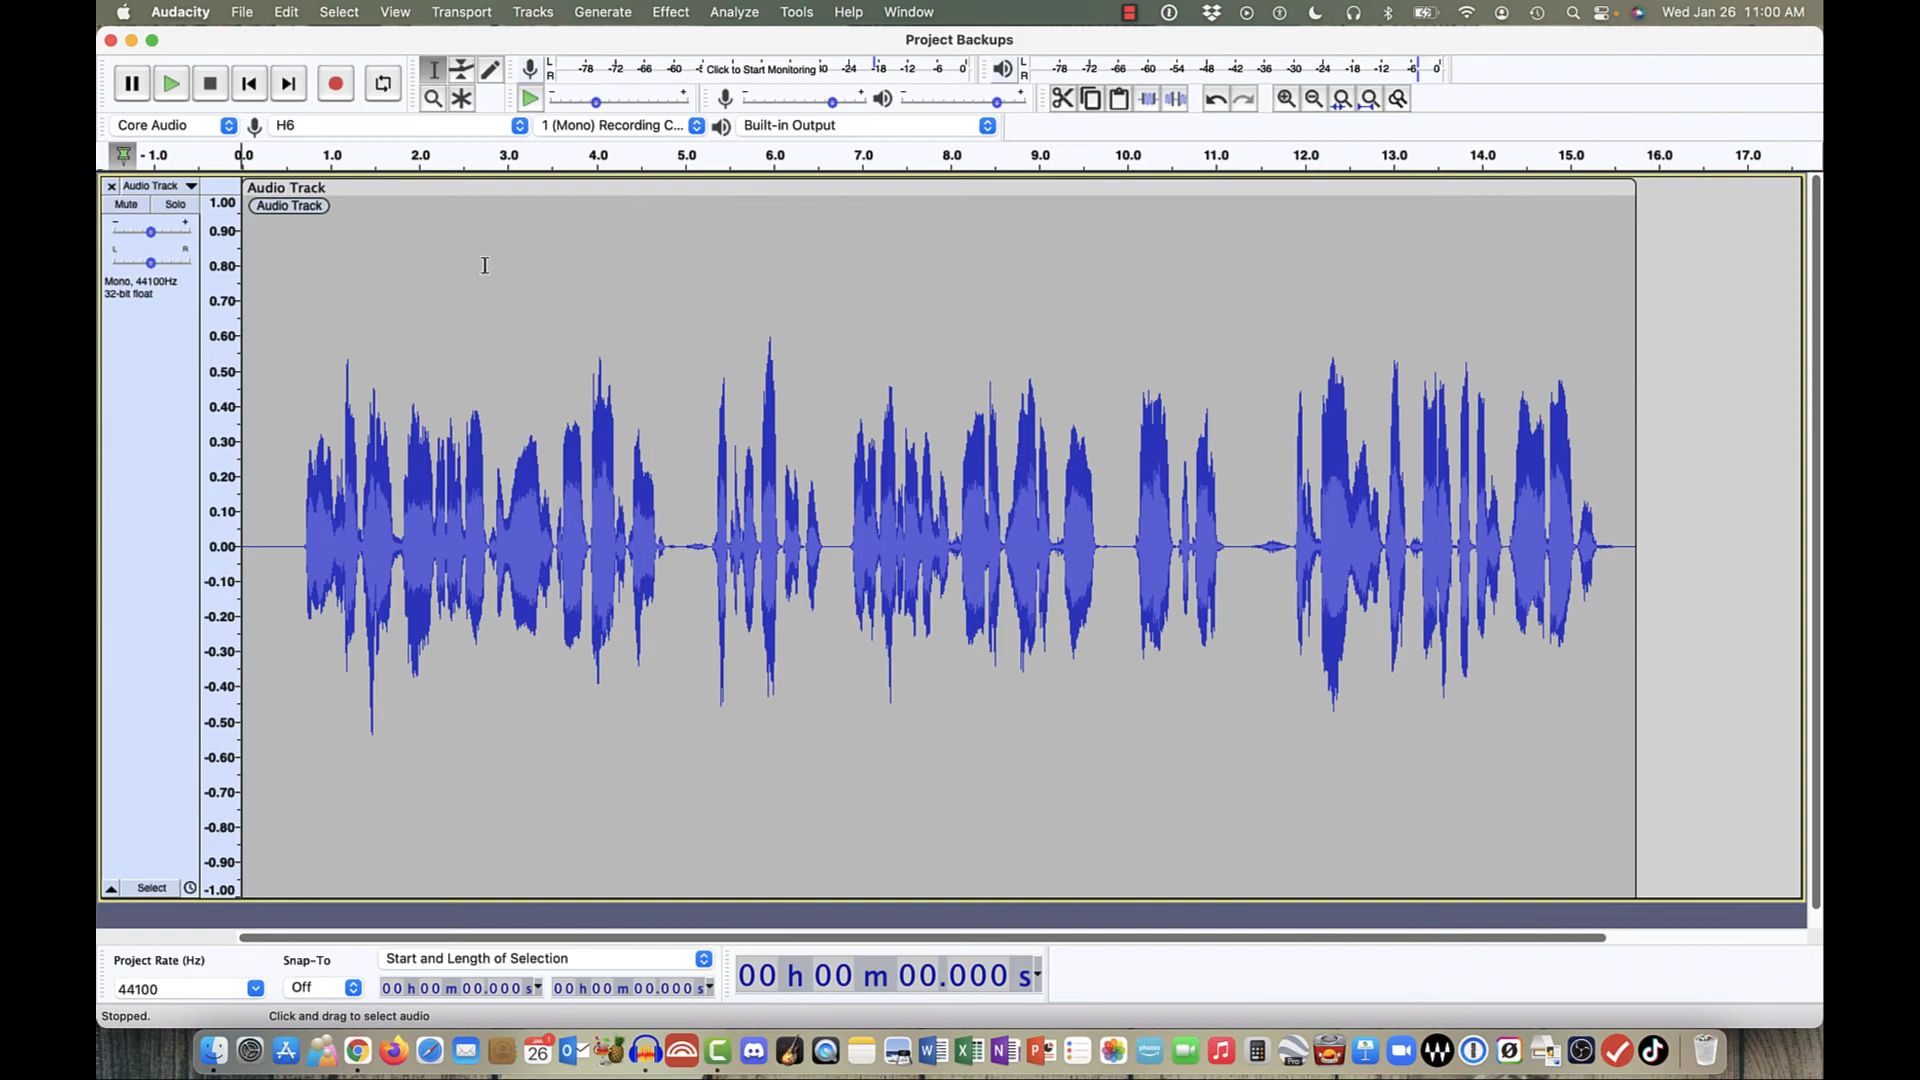 Audacity File Edit Select View Transport Tracks Generate Effect Analyze Tools Help Window Wed Jan 26 11:00 AM
Project Backups
L R -78 -72 -66 -60 Click to Start Monitoring -24 -18 -12 -6 0 L R -78 -72 -66 -60 -54 -48 -42 -36 -30 -24 -18 -12 -6 0
Core Audio H6 1 (Mono) Recording C... Built-in Output
-1.0 0.0 1.0 2.0 3.0 4.0 5.0 6.0 7.0 8.0 9.0 10.0 11.0 12.0 13.0 14.0 15.0 16.0 17.0
Audio Track Audio Track
Audio Track
Mute Solo
L R
Mono, 44100Hz
32-bit float
1.00
0.90
0.80
0.70
0.60
0.50
0.40
0.30
0.20
0.10
0.00
-0.10
-0.20
-0.30
-0.40
-0.50
-0.60
-0.70
-0.80
-0.90
-1.00
Select
Project Rate (Hz) Snap-To Start and Length of Selection
44100 Off 00 h 00 m 00.000 s 00 h 00 m 00.000 s 00 h 00 m 00.000 s
Stopped. Click and drag to select audio